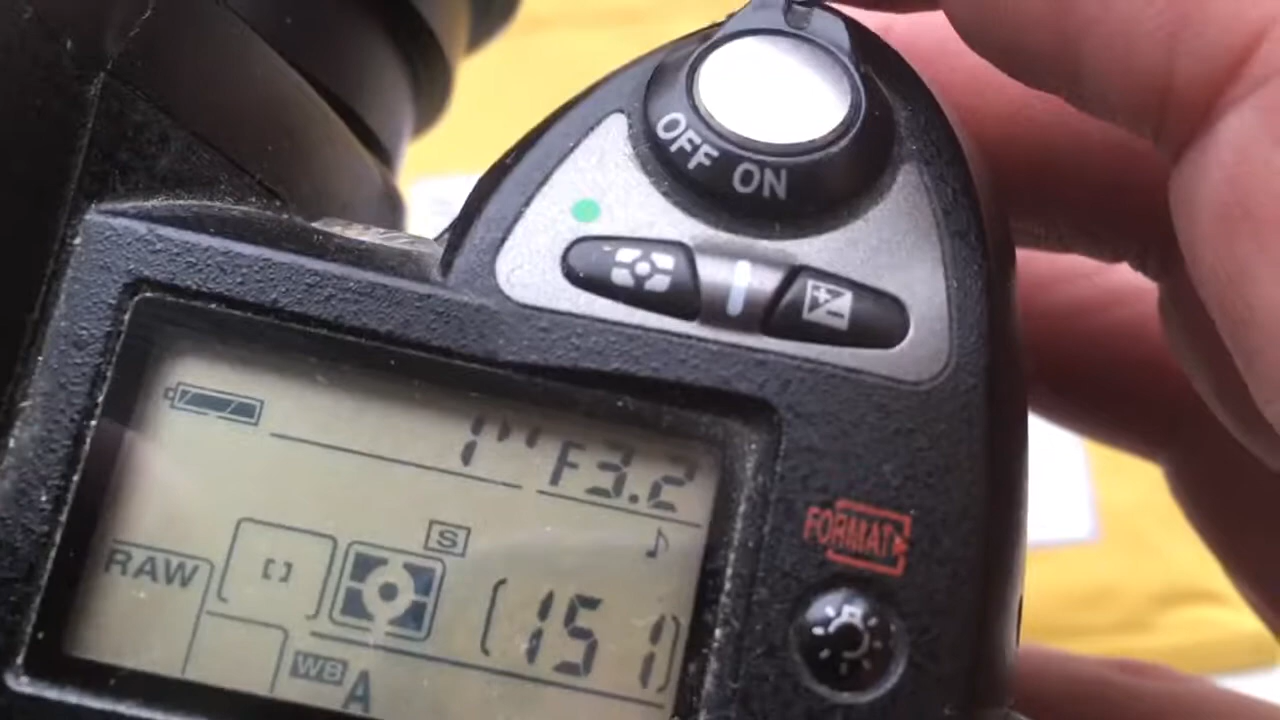 OFF ON
1" F3.2
S
RAW
[151]
WB A
FORMAT